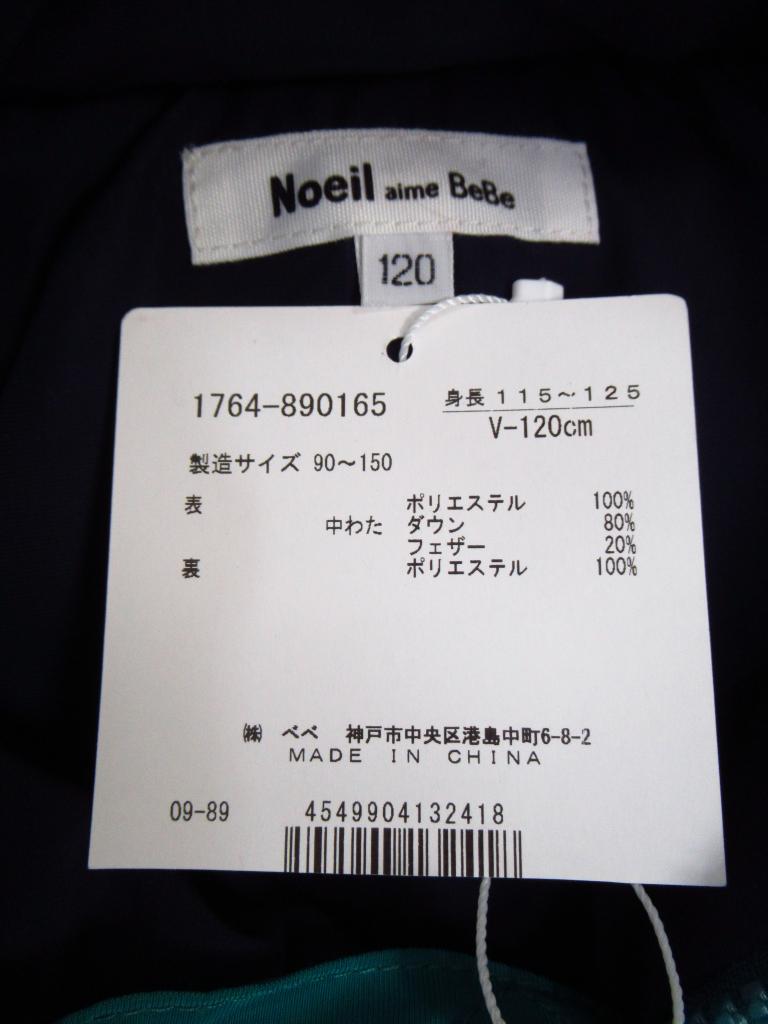 Noeil aime BeBe
120
1764-890165
身長 115～125
V-120cm
製造サイズ 90～150
表 ポリエステル 100%
中わた ダウン 80%
フェザー 20%
裏 ポリエステル 100%
㈱ べべ 神戸市中央区港島中町6-8-2
MADE IN CHINA
09-89
4549904132418